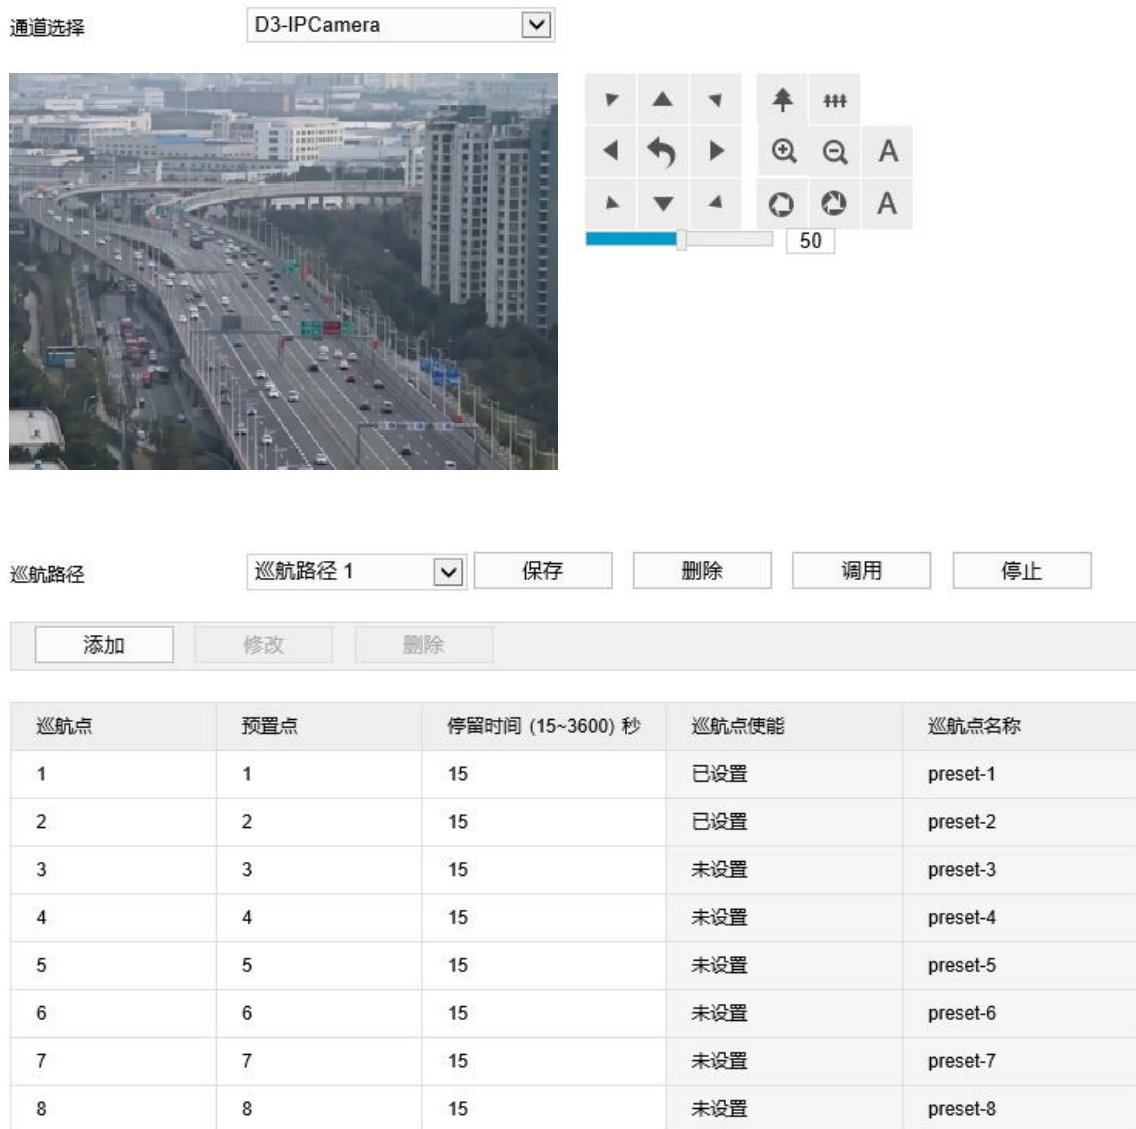 通道选择 D3-IPCamera
A
A
50
巡航路径 巡航路径 1 保存 删除 调用 停止
添加 修改 删除
巡航点 预置点 停留时间 (15~3600) 秒 巡航点使能 巡航点名称
1 1 15 已设置 preset-1
2 2 15 已设置 preset-2
3 3 15 未设置 preset-3
4 4 15 未设置 preset-4
5 5 15 未设置 preset-5
6 6 15 未设置 preset-6
7 7 15 未设置 preset-7
8 8 15 未设置 preset-8